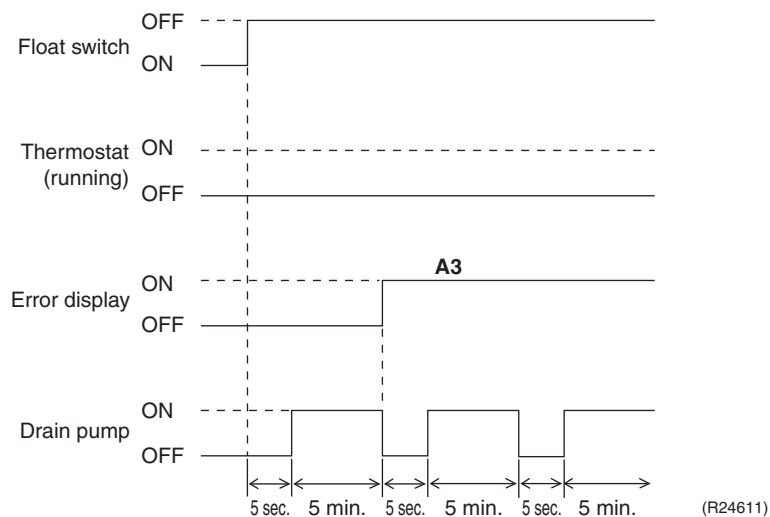 OFF
Float switch
ON
Thermostat ON
(running)
OFF
A3
ON
Error display
OFF
ON
Drain pump
OFF
5 sec. 5 min. 5 sec. 5 min. 5 sec. 5 min. (R24611)